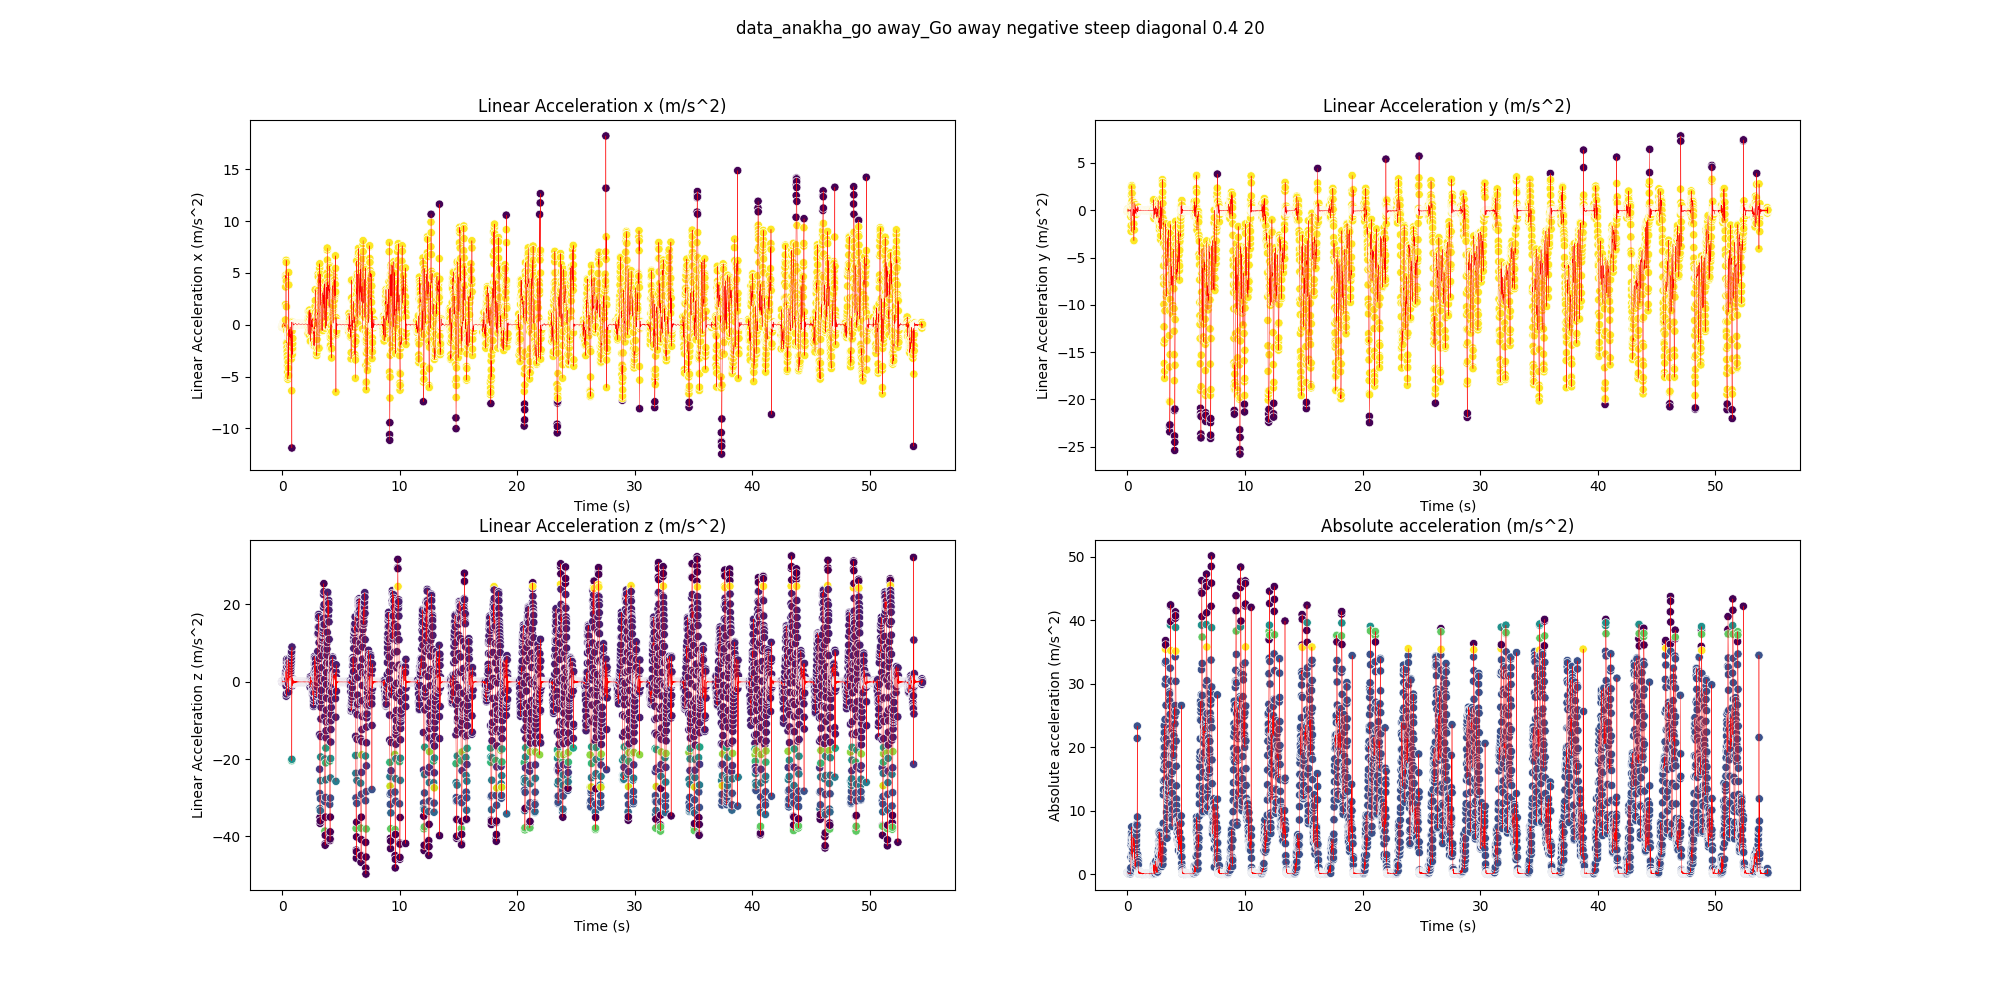 data_anakha_go away_Go away negative steep diagonal 0.4 20
Linear Acceleration x (m/s^2)
Linear Acceleration x (m/s^2)
15
10
5
0
−5
−10
0 10 20 30 40 50
Time (s)
Linear Acceleration y (m/s^2)
Linear Acceleration y (m/s^2)
5
0
−5
−10
−15
−20
−25
0 10 20 30 40 50
Time (s)
Linear Acceleration z (m/s^2)
Linear Acceleration z (m/s^2)
20
0
−20
−40
0 10 20 30 40 50
Time (s)
Absolute acceleration (m/s^2)
Absolute acceleration (m/s^2)
50
40
30
20
10
0
0 10 20 30 40 50
Time (s)